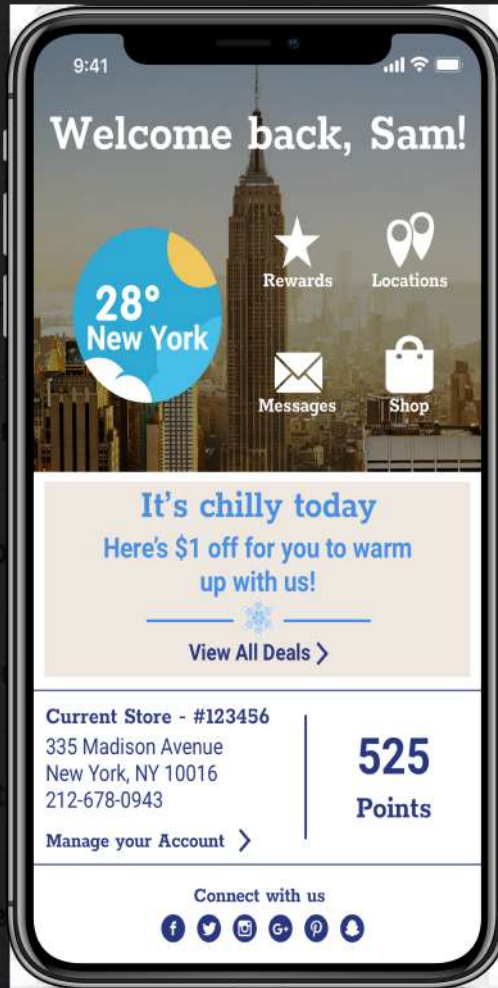 9:41
Welcome back, Sam!
28°
New York
Rewards
Locations
Messages
Shop
It's chilly today
Here's $1 off for you to warm
up with us!
View All Deals
Current Store - #123456
335 Madison Avenue
New York, NY 10016
212-678-0943
Manage your Account
525
Points
Connect with us